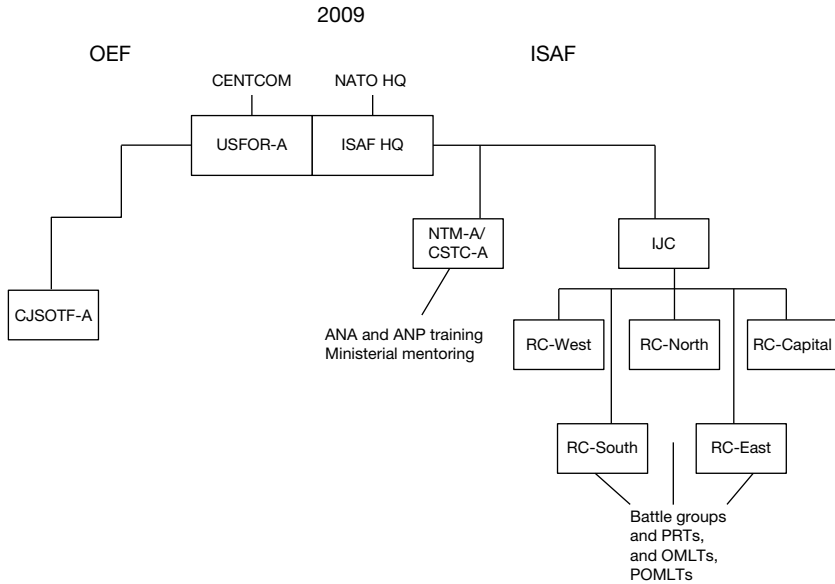 2009
OEF
ISAF
CENTCOM
NATO HQ
USFOR-A
ISAF HQ
NTM-A/
CSTC-A
IJC
CJSOTF-A
ANA and ANP training
Ministerial mentoring
RC-West
RC-North
RC-Capital
RC-South
RC-East
Battle groups
and PRTs,
and OMLTs,
POMLTs